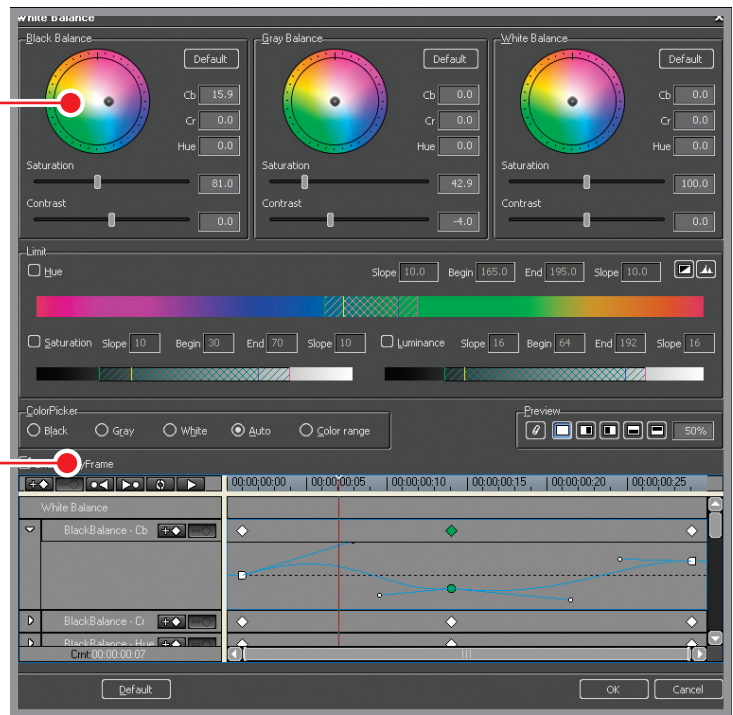 White Balance
Black Balance
Default
Cb 15.9
Cr 0.0
Hue 0.0
Saturation
81.0
Contrast
0.0
Gray Balance
Default
Cb 0.0
Cr 0.0
Hue 0.0
Saturation
42.9
Contrast
-4.0
White Balance
Default
Cb 0.0
Cr 0.0
Hue 0.0
Saturation
100.0
Contrast
0.0
Limit
Hue Slope 10.0 Begin 165.0 End 195.0 Slope 10.0
Saturation Slope 10 Begin 30 End 70 Slope 10
Luminance Slope 16 Begin 64 End 192 Slope 16
ColorPicker
Black Gray White Auto Color range
Preview
50%
yFrame
00:00:00:00 00:00:00:05 00:00:00:10 00:00:00:15 00:00:00:20 00:00:00:25
White Balance
BlackBalance - Cb
BlackBalance - Cr
BlackBalance - Hue
Crnt:00:00:00:07
Default OK Cancel